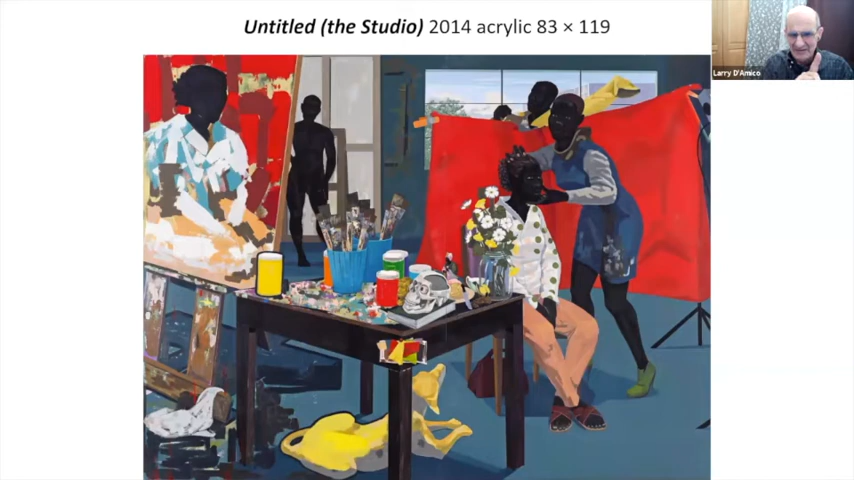 Untitled (the Studio) 2014 acrylic 83 × 119
Larry D'Amico